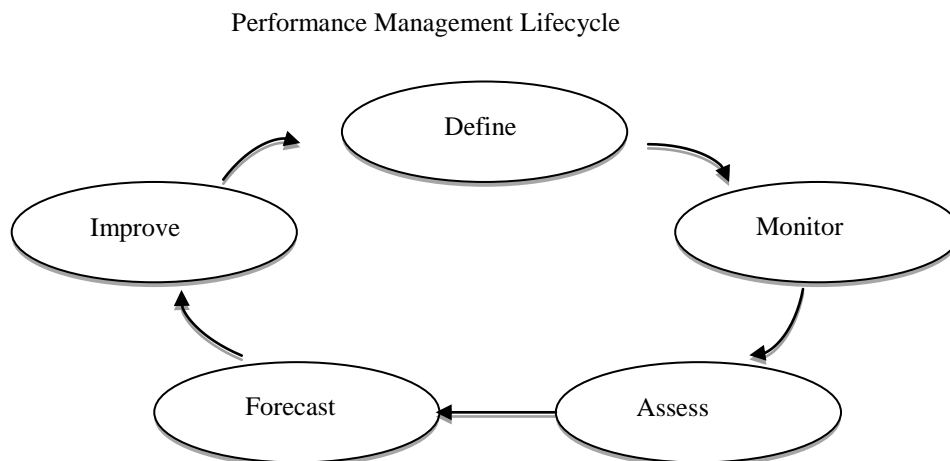 Performance Management Lifecycle
Define
Monitor
Assess
Forecast
Improve